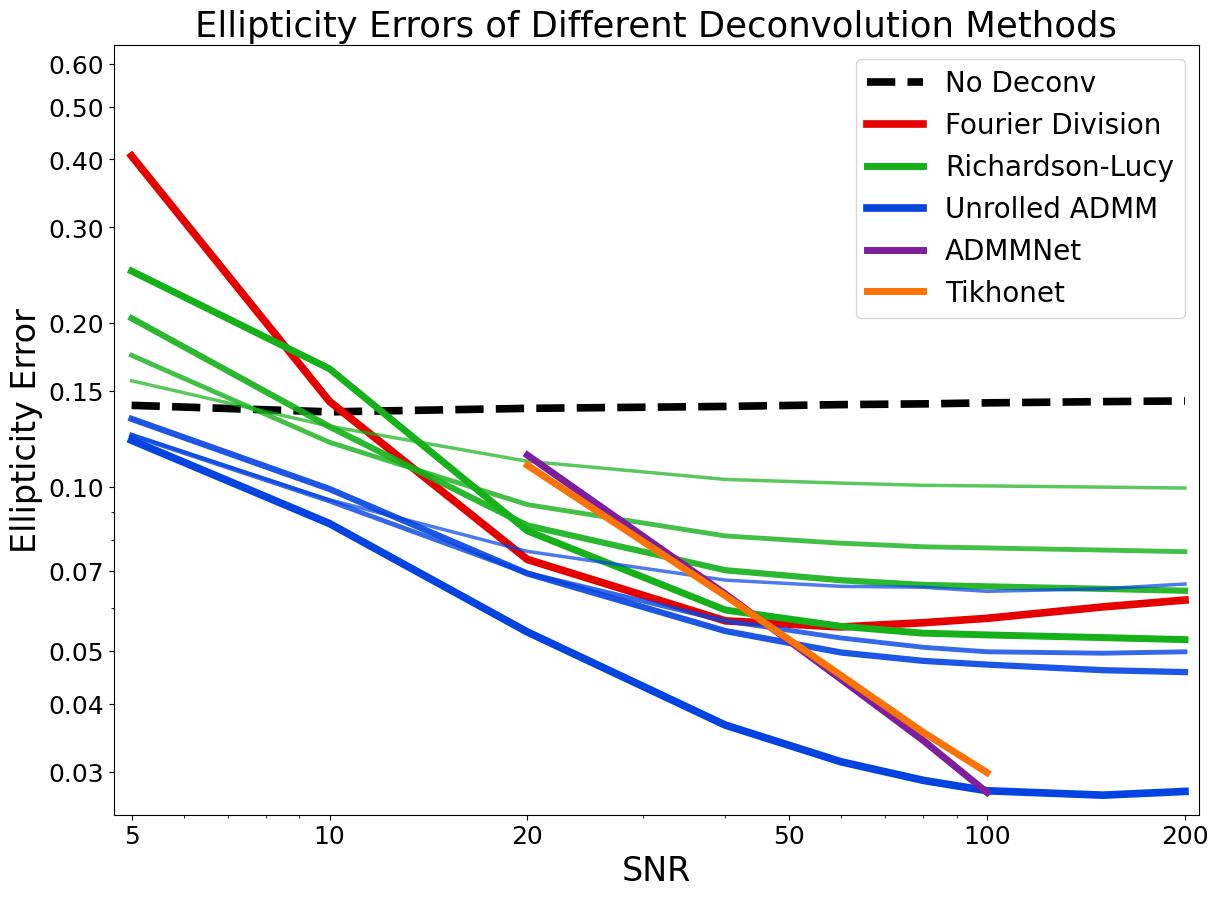 Ellipticity Errors of Different Deconvolution Methods
Ellipticity Error
0.60
0.50
0.40
0.30
0.20
0.15
0.10
0.07
0.05
0.04
0.03
No Deconv
Fourier Division
Richardson-Lucy
Unrolled ADMM
ADMMNet
Tikhonet
5 10 20 50 100 200
SNR